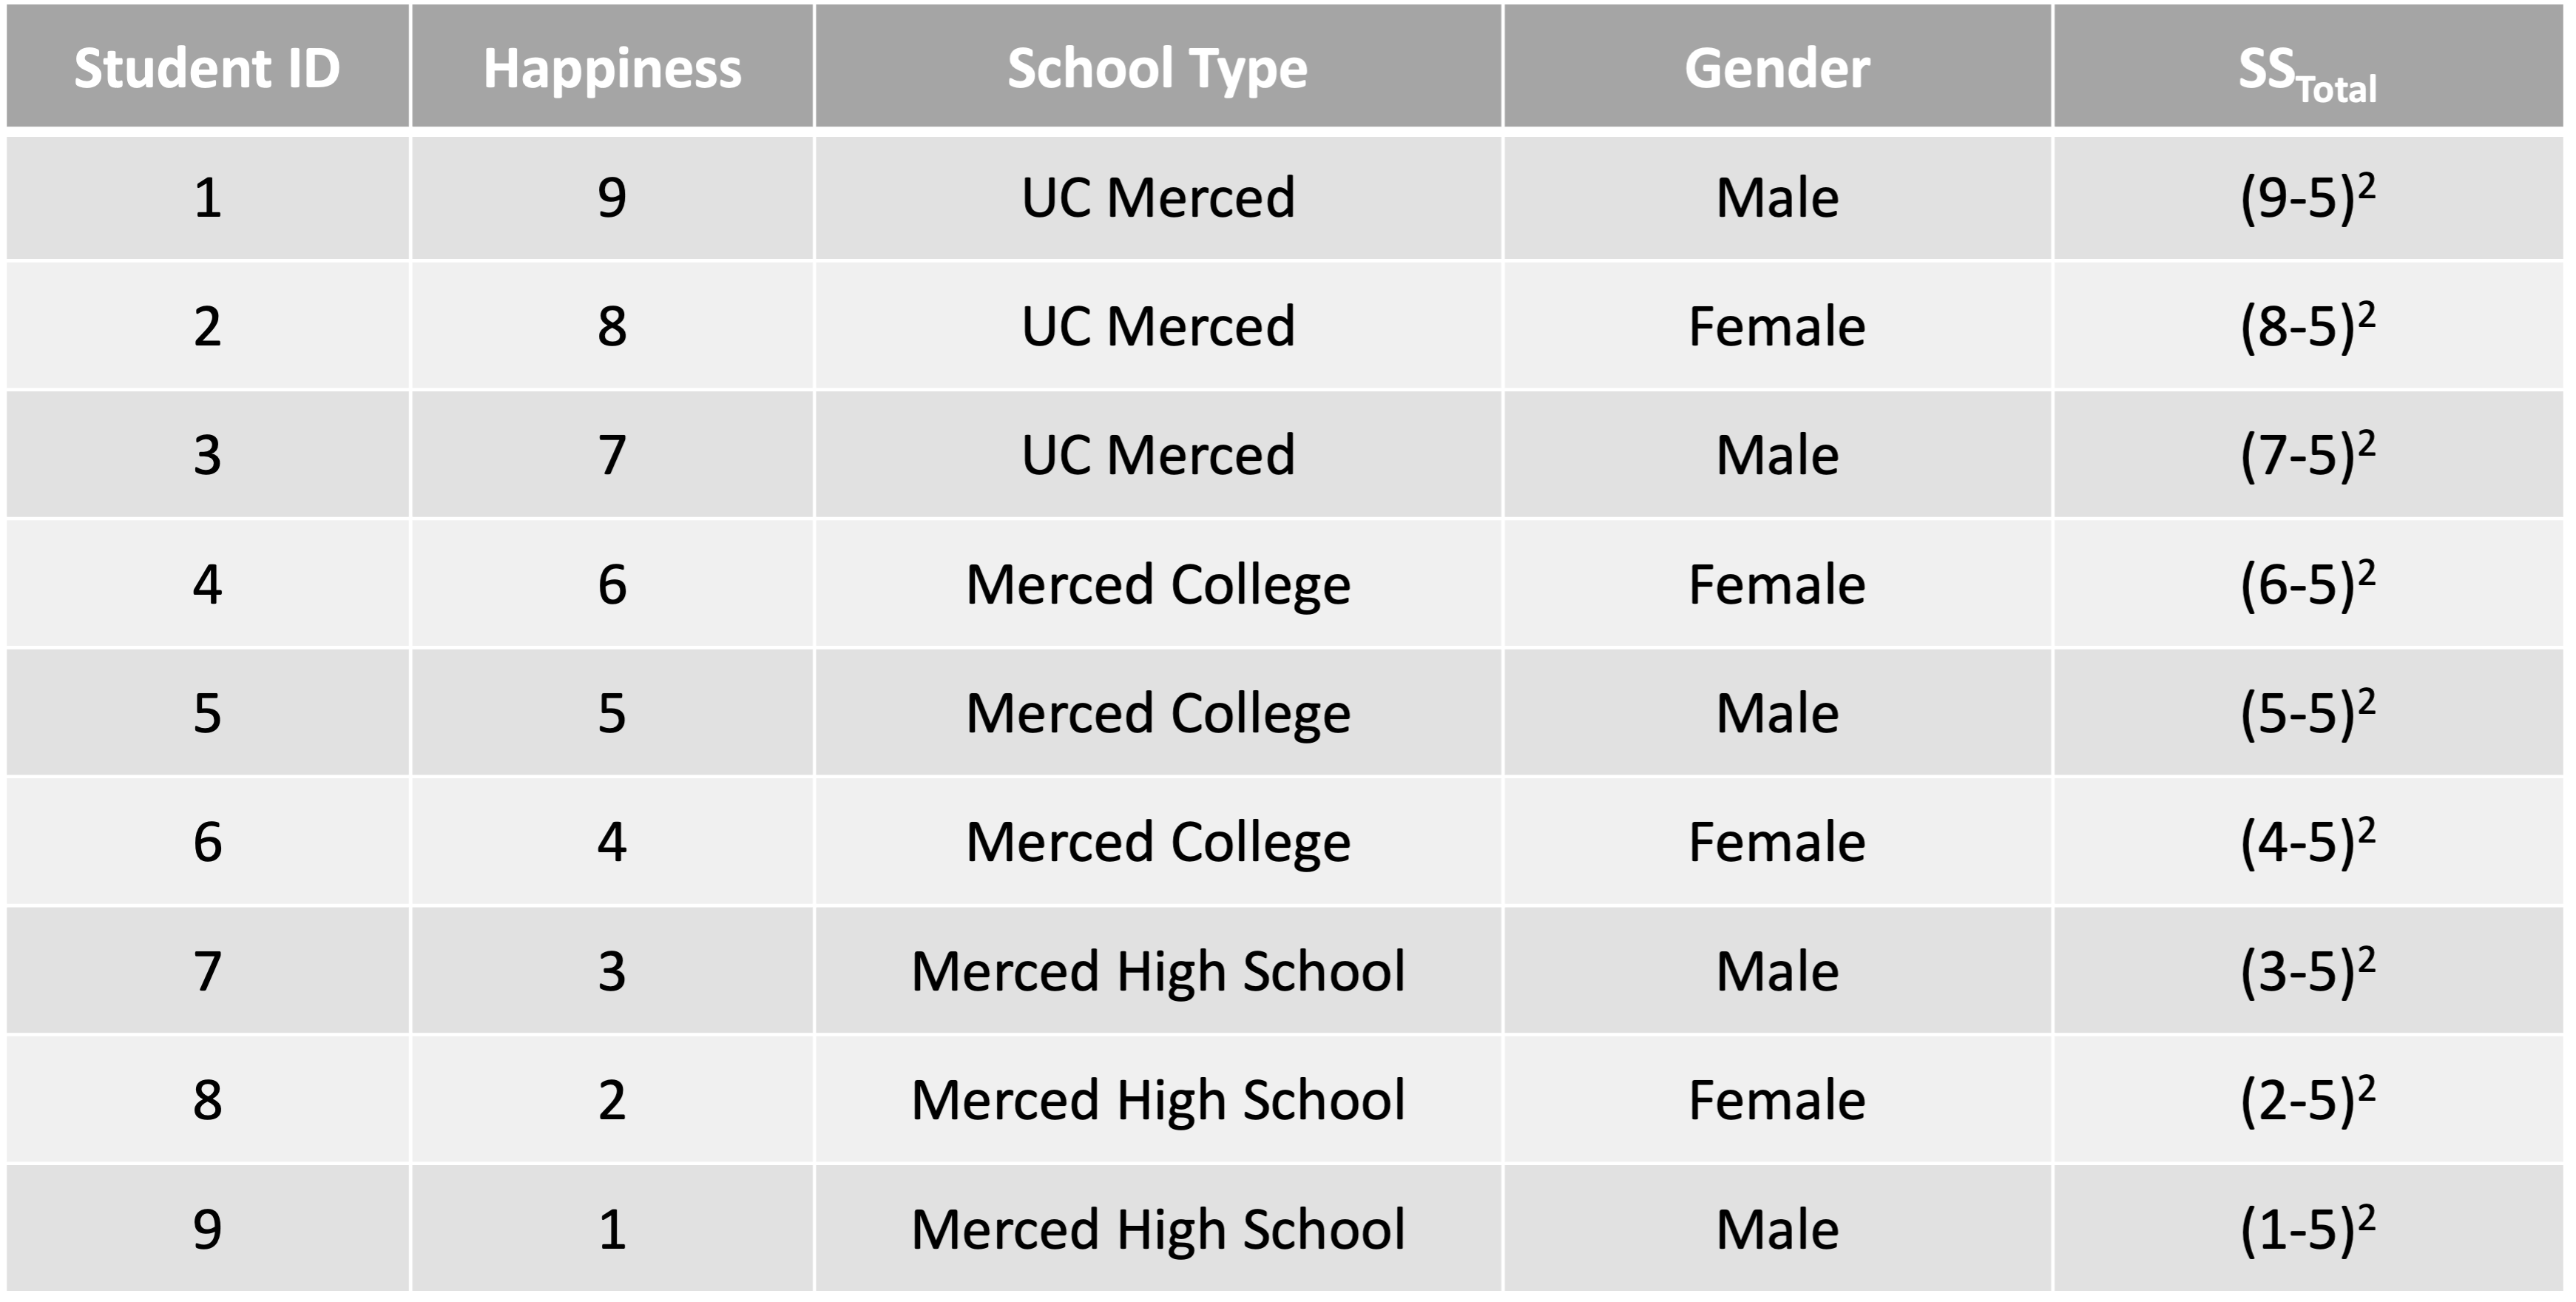 Student ID Happiness School Type Gender SS_Total
1 9 UC Merced Male (9-5)²
2 8 UC Merced Female (8-5)²
3 7 UC Merced Male (7-5)²
4 6 Merced College Female (6-5)²
5 5 Merced College Male (5-5)²
6 4 Merced College Female (4-5)²
7 3 Merced High School Male (3-5)²
8 2 Merced High School Female (2-5)²
9 1 Merced High School Male (1-5)²